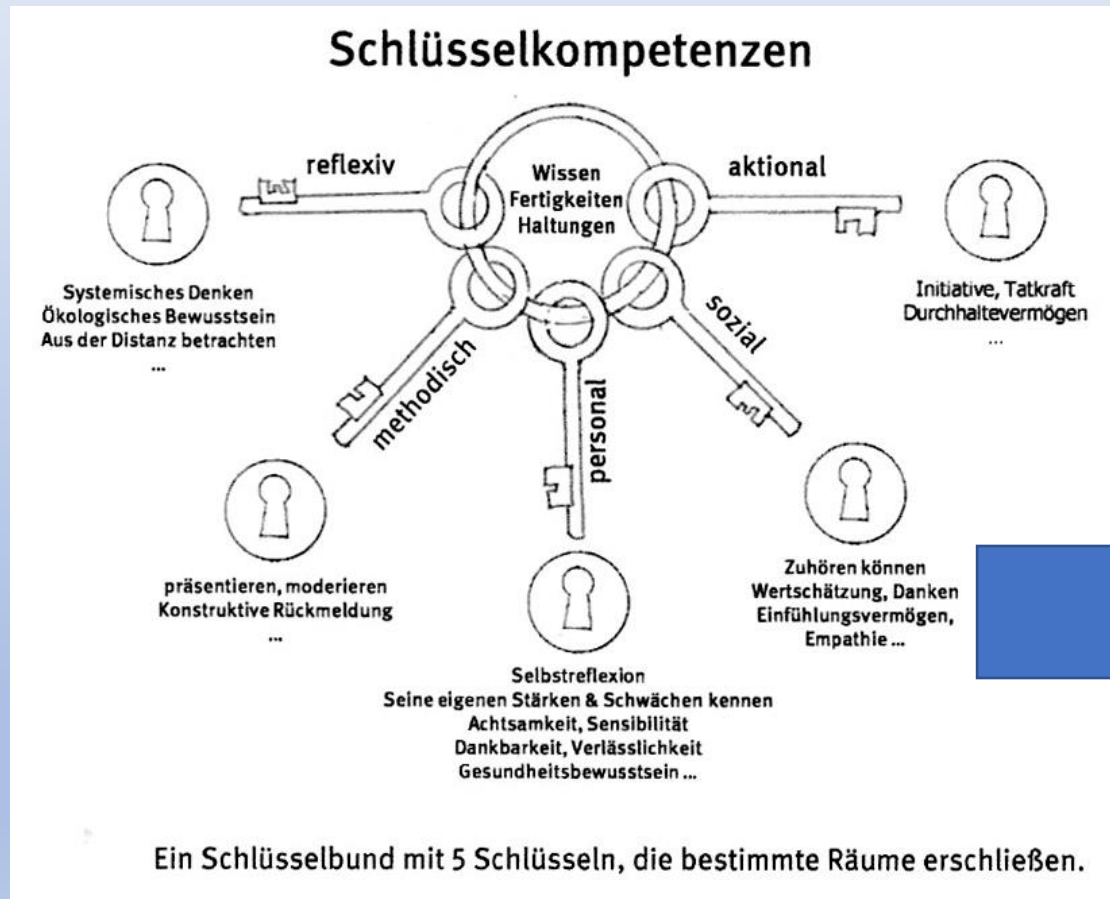 Schlüsselkompetenzen
reflexiv
Wissen
Fertigkeiten
Haltungen
aktional
Systemisches Denken
Ökologisches Bewusstsein
Aus der Distanz betrachten
...
Initiative, Tatkraft
Durchhaltevermögen
...
methodisch
personal
sozial
präsentieren, moderieren
Konstruktive Rückmeldung
...
Zuhören können
Wertschätzung, Danken
Einfühlungsvermögen,
Empathie ...
Selbstreflexion
Seine eigenen Stärken & Schwächen kennen
Achtsamkeit, Sensibilität
Dankbarkeit, Verlässlichkeit
Gesundheitsbewusstsein ...
Ein Schlüsselbund mit 5 Schlüsseln, die bestimmte Räume erschließen.